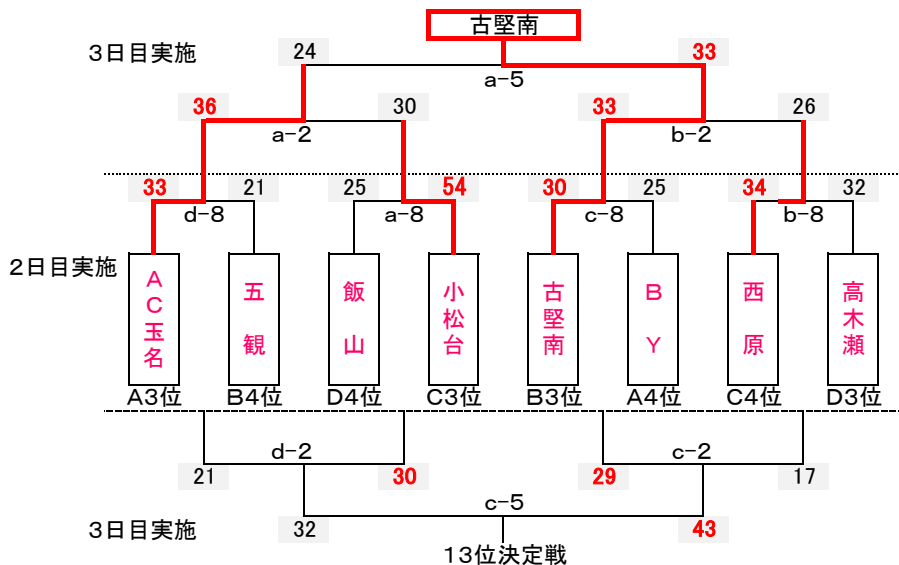 古堅南
3日目実施 24 33
a-5
36 30 33 26
a-2 b-2
33 21 25 54 30 25 34 32
d-8 a-8 c-8 b-8
2日目実施
AC玉名 五観 飯山 小松台 古堅南 BY 西原 高木瀬
A3位 B4位 D4位 C3位 B3位 A4位 C4位 D3位
d-2 c-2
21 30 29 17
c-5
3日目実施 32 43
13位決定戦